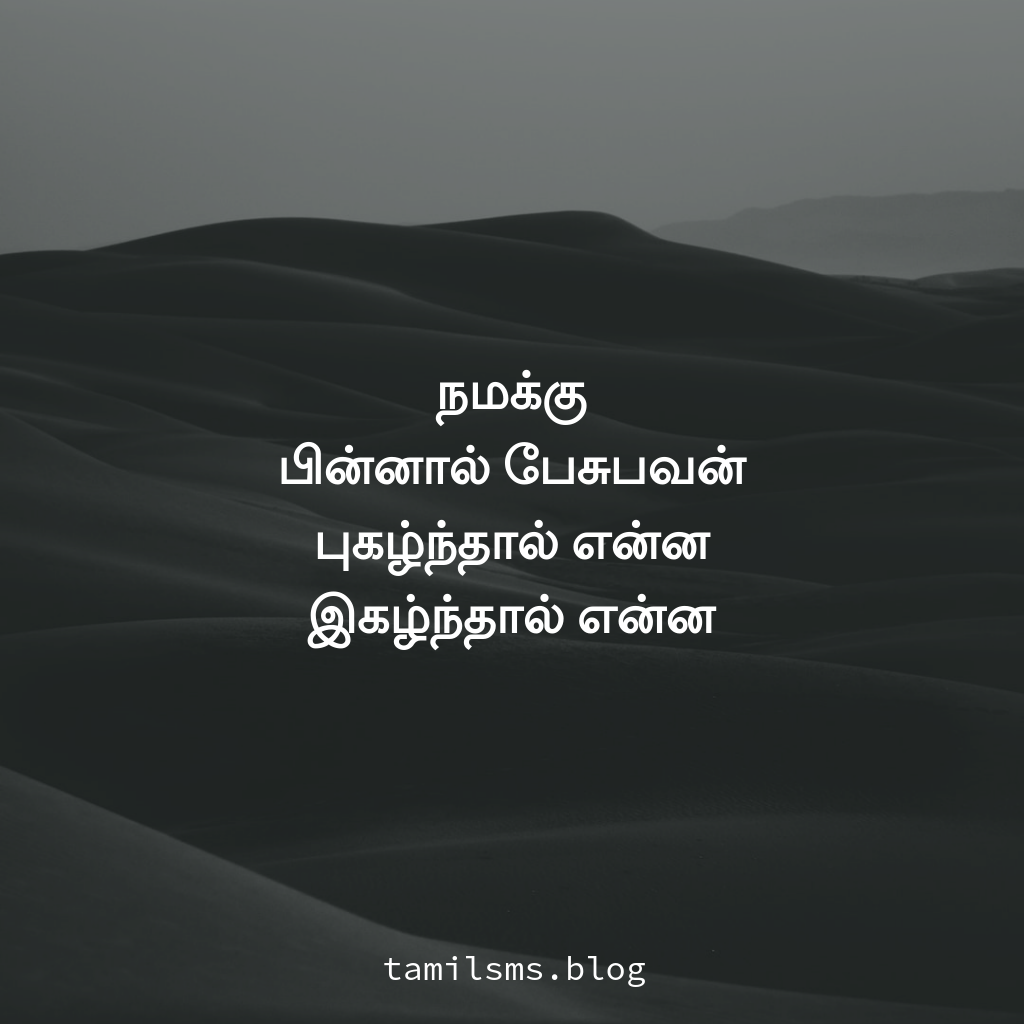 நமக்கு
பின்னால் பேசுபவன்
புகழ்ந்தால் என்ன
இகழ்ந்தால் என்ன
tamilsms.blog